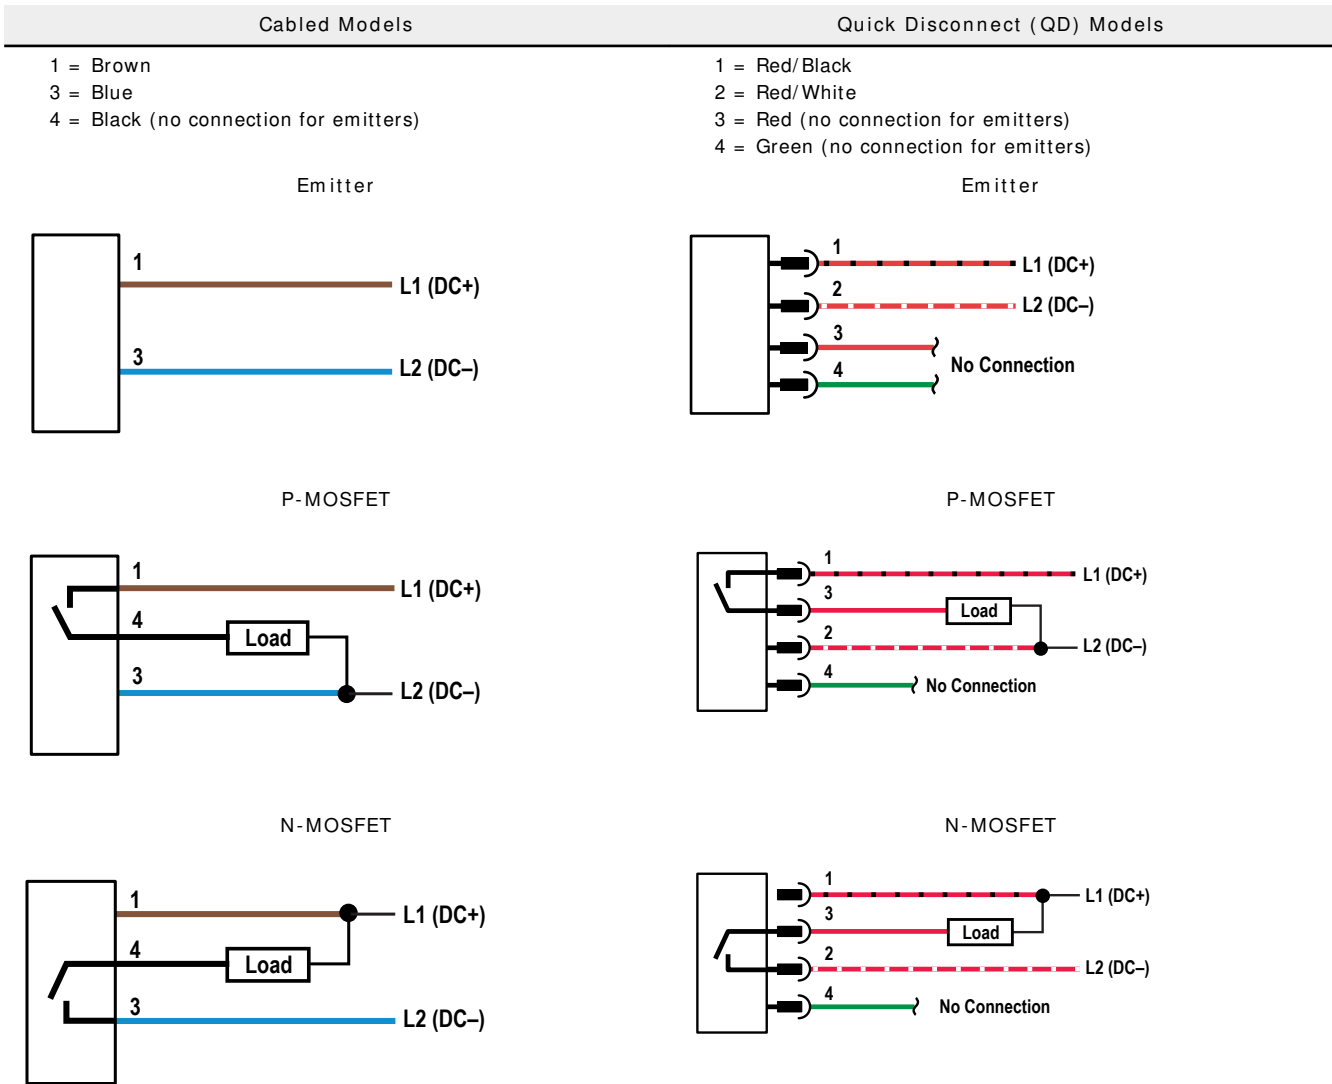 Cabled Models
Quick Disconnect (QD) Models
1 = Brown
3 = Blue
4 = Black (no connection for emitters)
1 = Red/Black
2 = Red/White
3 = Red (no connection for emitters)
4 = Green (no connection for emitters)
Emitter
1
L1 (DC+)
3
L2 (DC–)
Emitter
1
L1 (DC+)
2
L2 (DC–)
3
4
No Connection
P-MOSFET
1
L1 (DC+)
4
Load
3
L2 (DC–)
P-MOSFET
1
L1 (DC+)
3
Load
2
L2 (DC–)
4
No Connection
N-MOSFET
1
L1 (DC+)
4
Load
3
L2 (DC–)
N-MOSFET
1
L1 (DC+)
3
Load
2
L2 (DC–)
4
No Connection